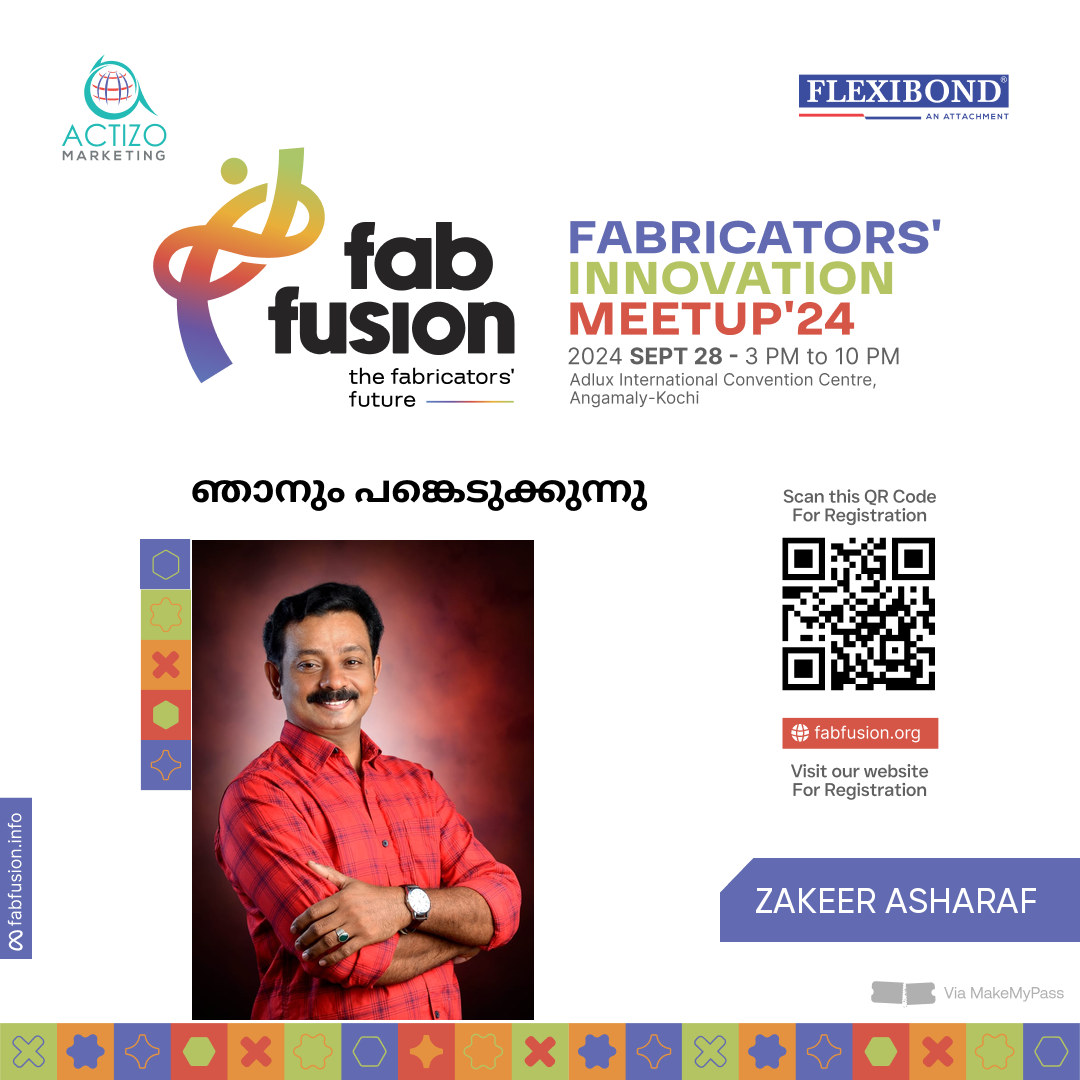 ACTIZO
MARKETING
FLEXIBOND®
AN ATTACHMENT
fab
fusion
the fabricators'
future
FABRICATORS'
INNOVATION
MEETUP'24
2024 SEPT 28 - 3 PM to 10 PM
Adlux International Convention Centre,
Angamaly-Kochi
ഞാനും പങ്കെടുക്കുന്നു
Scan this QR Code
For Registration
fabfusion.org
Visit our website
For Registration
fabfusion.info
ZAKEER ASHARAF
Via MakeMyPass